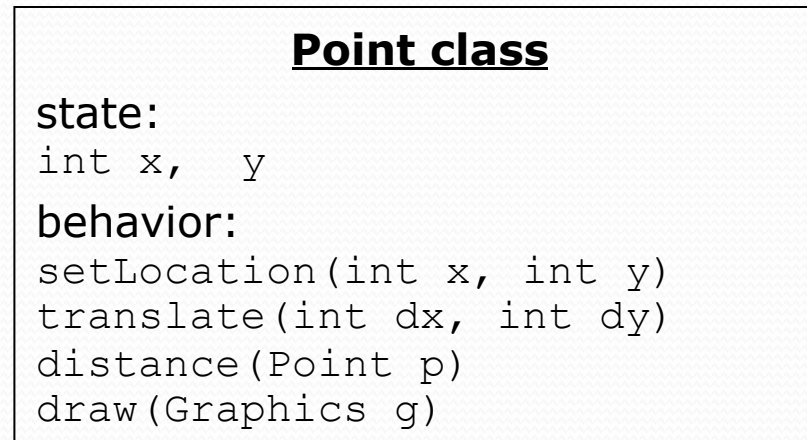 Point class
state:
int x,  y
behavior:
setLocation(int x, int y)
translate(int dx, int dy)
distance(Point p)
draw(Graphics g)